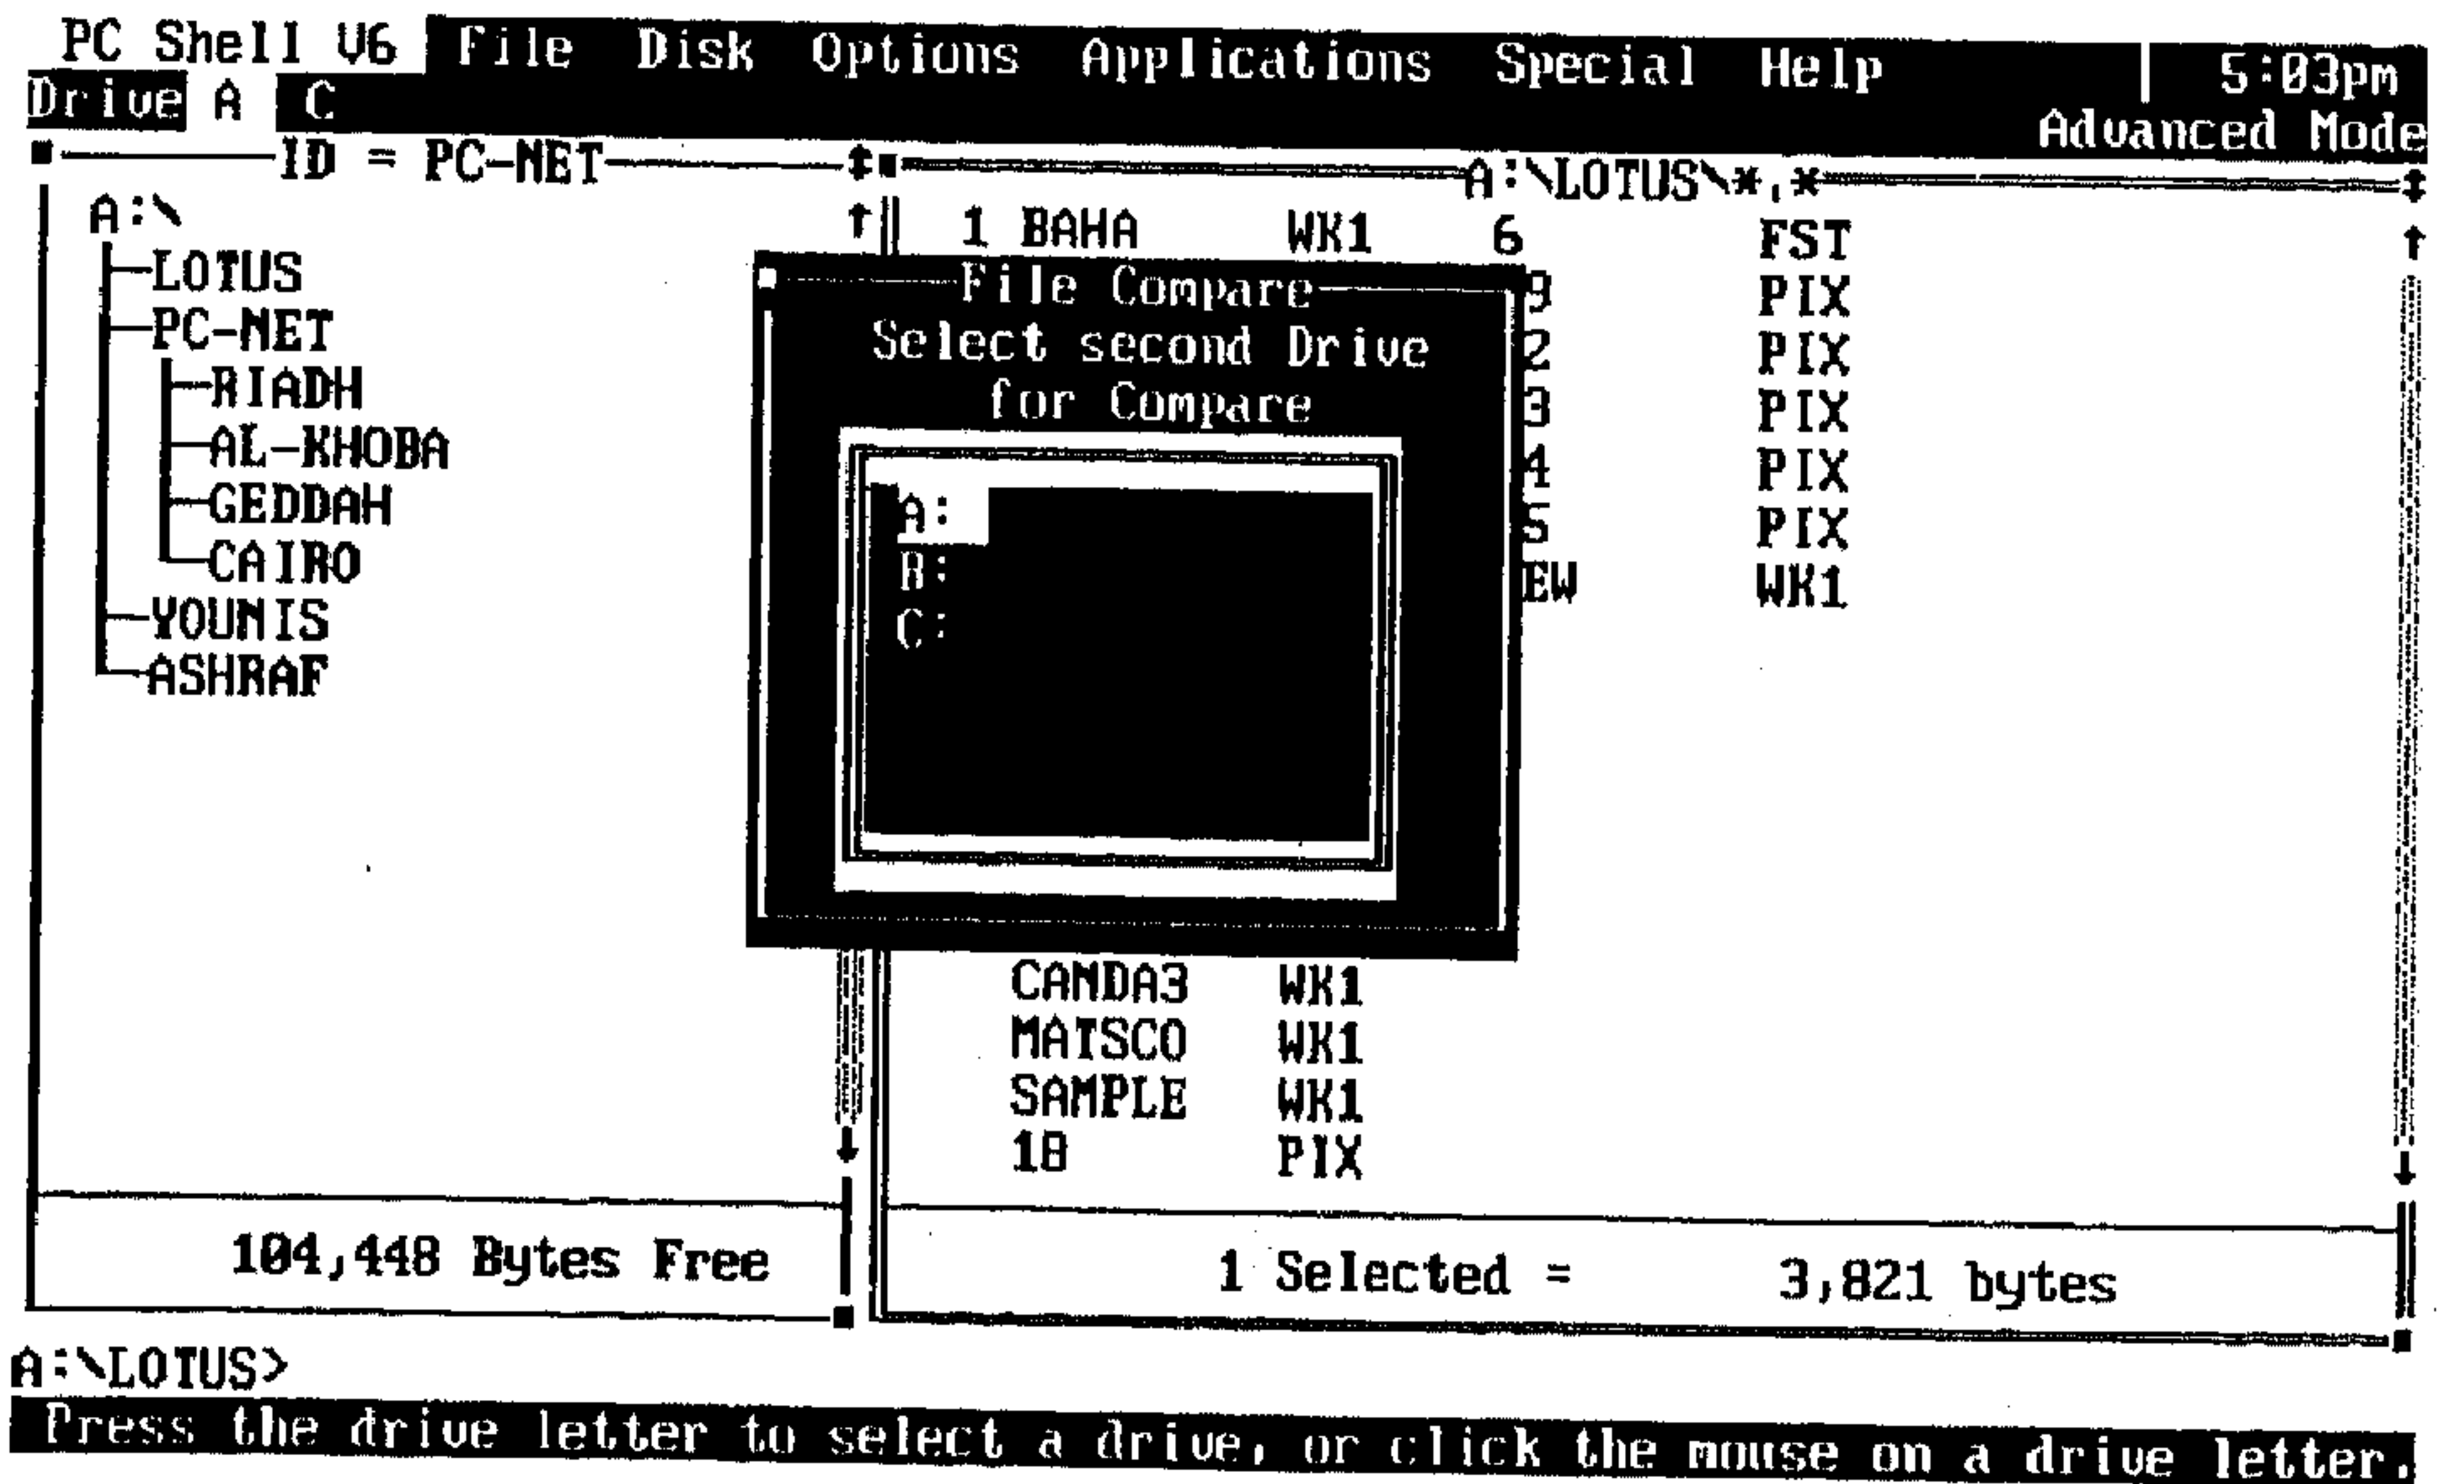 PC Shell V6 File Disk Options Applications Special Help 5:03pm
Drive A C
Advanced Mode
ID = PC-NET
A:\LOTUS\*.*
A:\
LOTUS
PC-NET
RIADH
AL-KHOBA
GEDDAH
CAIRO
YOUNIS
ASHRAF
1 BAHA WK1 6 FST
PIX
2 PIX
3 PIX
4 PIX
5 PIX
EW WK1
File Compare
Select second Drive
for Compare
A:
B:
C:
CANDA3 WK1
MATSCO WK1
SAMPLE WK1
18 PIX
104,448 Bytes Free
1 Selected = 3,821 bytes
A:\LOTUS>
Press the drive letter to select a drive, or click the mouse on a drive letter.